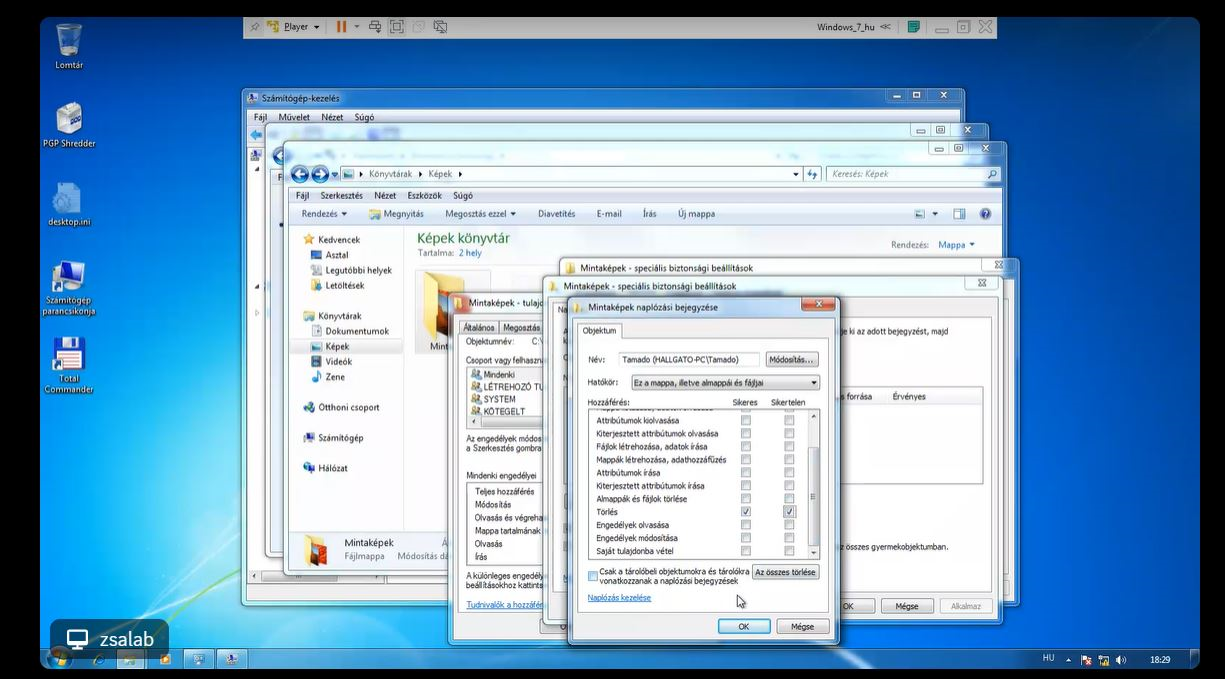 Player
Windows_7_hu
Lomtár
PGP Shredder
desktop.ini
Számítógép
parancsikonja
Total
Commander
Számítógép-kezelés
Fájl Művelet Nézet Súgó
Könyvtárak Képek
Keresés: Képek
Fájl Szerkesztés Nézet Eszközök Súgó
Rendezés Megnyitás Megosztás ezzel Diavetítés E-mail Írás Új mappa
Kedvencek
Asztal
Legutóbbi helyek
Letöltések
Könyvtárak
Dokumentumok
Képek
Videók
Zene
Otthoni csoport
Számítógép
Hálózat
Képek könyvtár
Tartalma: 2 hely
Rendezés: Mappa
Mint
Mintaképek
Fájlmappa Módosítás dá
Mintaképek - tulajd
Általános Megosztás
Objektumnév: C:\
Csoport vagy felhaszná
Mindenki
LÉTREHOZÓ TU
SYSTEM
KÖTEGELT
Az engedélyek módos
a Szerkesztés gombra
Mindenki engedélyei
Teljes hozzáférés
Módosítás
Olvasás és végreha
Mappa tartalmának
Olvasás
Írás
A különleges engedély
beállításokhoz kattints
Tudnivalók a hozzáfér
Mintaképek - speciális biztonsági beállítások
Mintaképek - speciális biztonsági beállítások
je ki az adott bejegyzést, majd
s forrása Érvényes
z összes gyermekobjektumban.
OK Mégse Alkalmaz
Mintaképek naplózási bejegyzése
Objektum
Név: Tamado (HALLGATO-PC\Tamado) Módosítás...
Hatókör: Ez a mappa, illetve almappái és fájljai
Hozzáférés: Sikeres Sikertelen
Attribútumok kiolvasása
Kiterjesztett attribútumok olvasása
Fájlok létrehozása, adatok írása
Mappák létrehozása, adathozzáfűzés
Attribútumok írása
Kiterjesztett attribútumok írása
Almappák és fájlok törlése
Törlés
Engedélyek olvasása
Engedélyek módosítása
Saját tulajdonba vétel
Csak a tárolóbeli objektumokra és tárolókra
vonatkozzanak a naplózási bejegyzések
Az összes törlése
Naplózás kezelése
OK Mégse
zsalab
HU 18:29